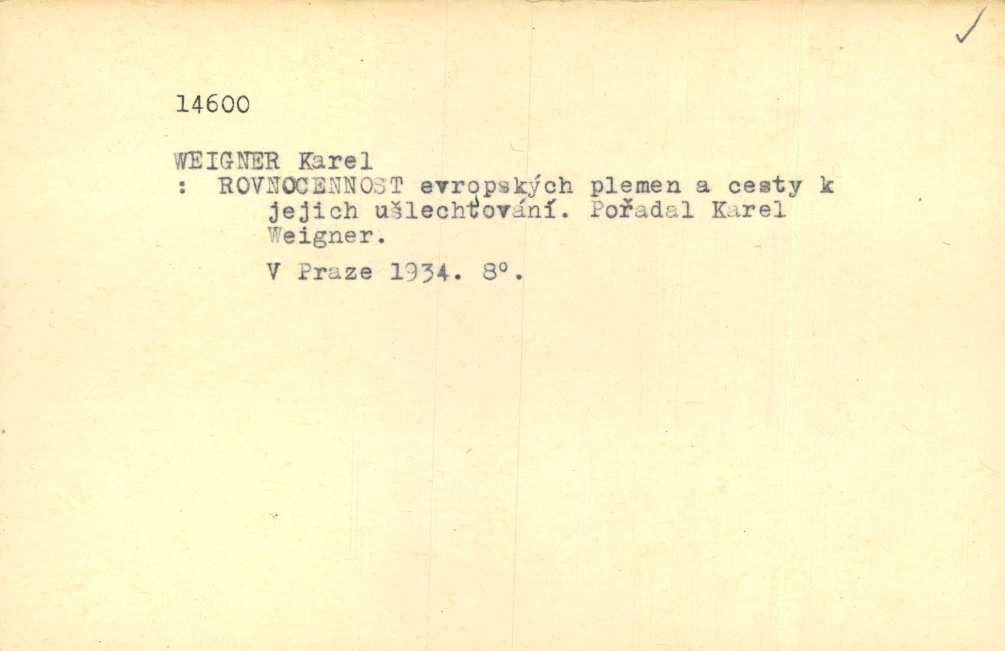 14600
WEIGNER Karel
: ROVNOCENNOST evropských plemen a cesty k
jejich ušlechťování. Pořadal Karel
Weigner.
V Praze 1934. 8°.